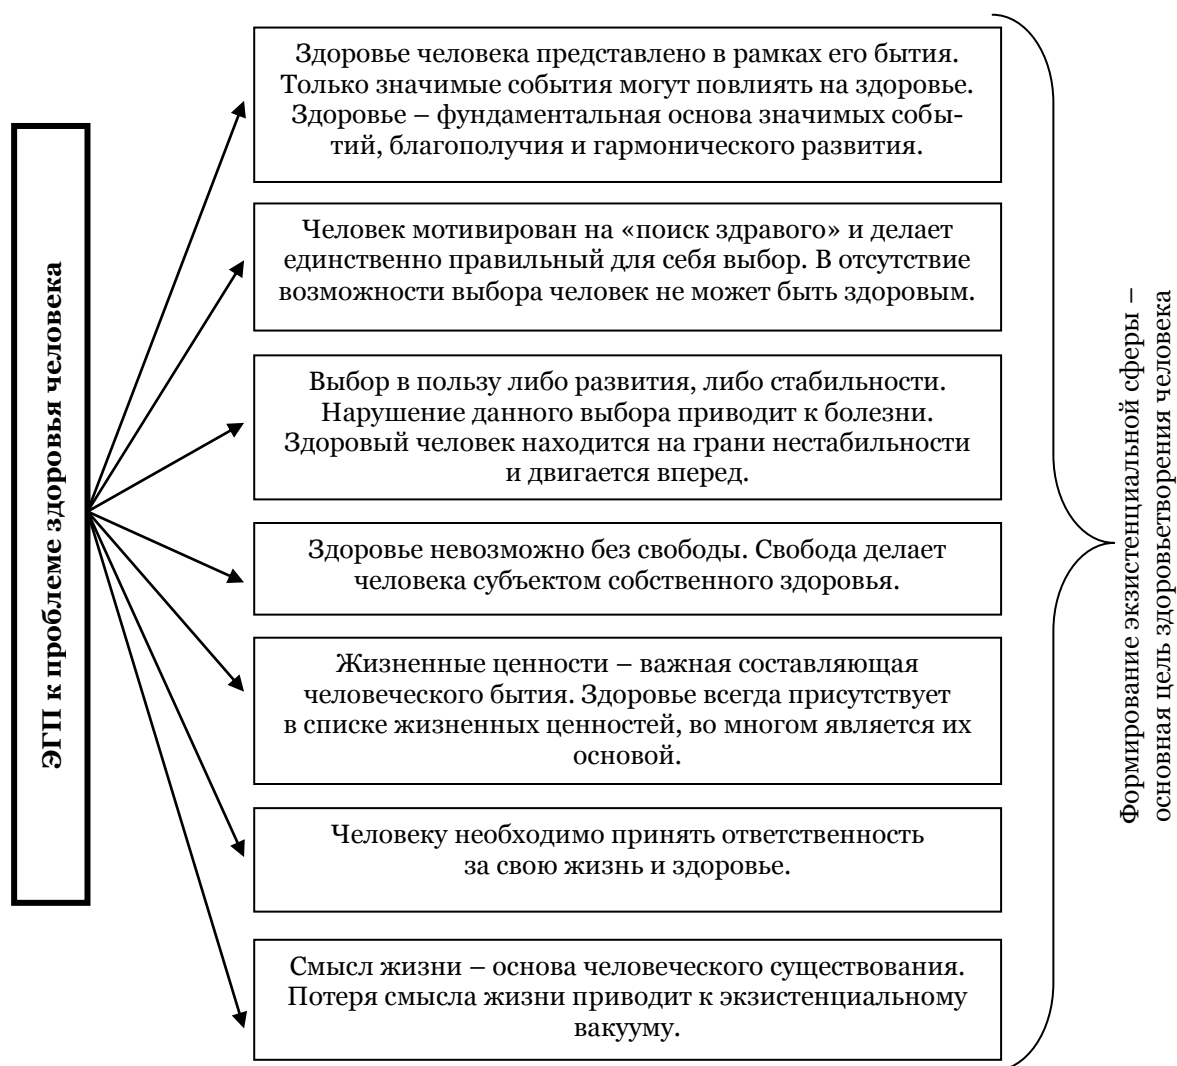 ЭГП к проблеме здоровья человека
Здоровье человека представлено в рамках его бытия.
Только значимые события могут повлиять на здоровье.
Здоровье – фундаментальная основа значимых собы-
тий, благополучия и гармонического развития.
Человек мотивирован на «поиск здравого» и делает
единственно правильный для себя выбор. В отсутствие
возможности выбора человек не может быть здоровым.
Выбор в пользу либо развития, либо стабильности.
Нарушение данного выбора приводит к болезни.
Здоровый человек находится на грани нестабильности
и двигается вперед.
Здоровье невозможно без свободы. Свобода делает
человека субъектом собственного здоровья.
Жизненные ценности – важная составляющая
человеческого бытия. Здоровье всегда присутствует
в списке жизненных ценностей, во многом является их
основой.
Человеку необходимо принять ответственность
за свою жизнь и здоровье.
Смысл жизни – основа человеческого существования.
Потеря смысла жизни приводит к экзистенциальному
вакууму.
Формирование экзистенциальной сферы –
основная цель здоровьетворения человека